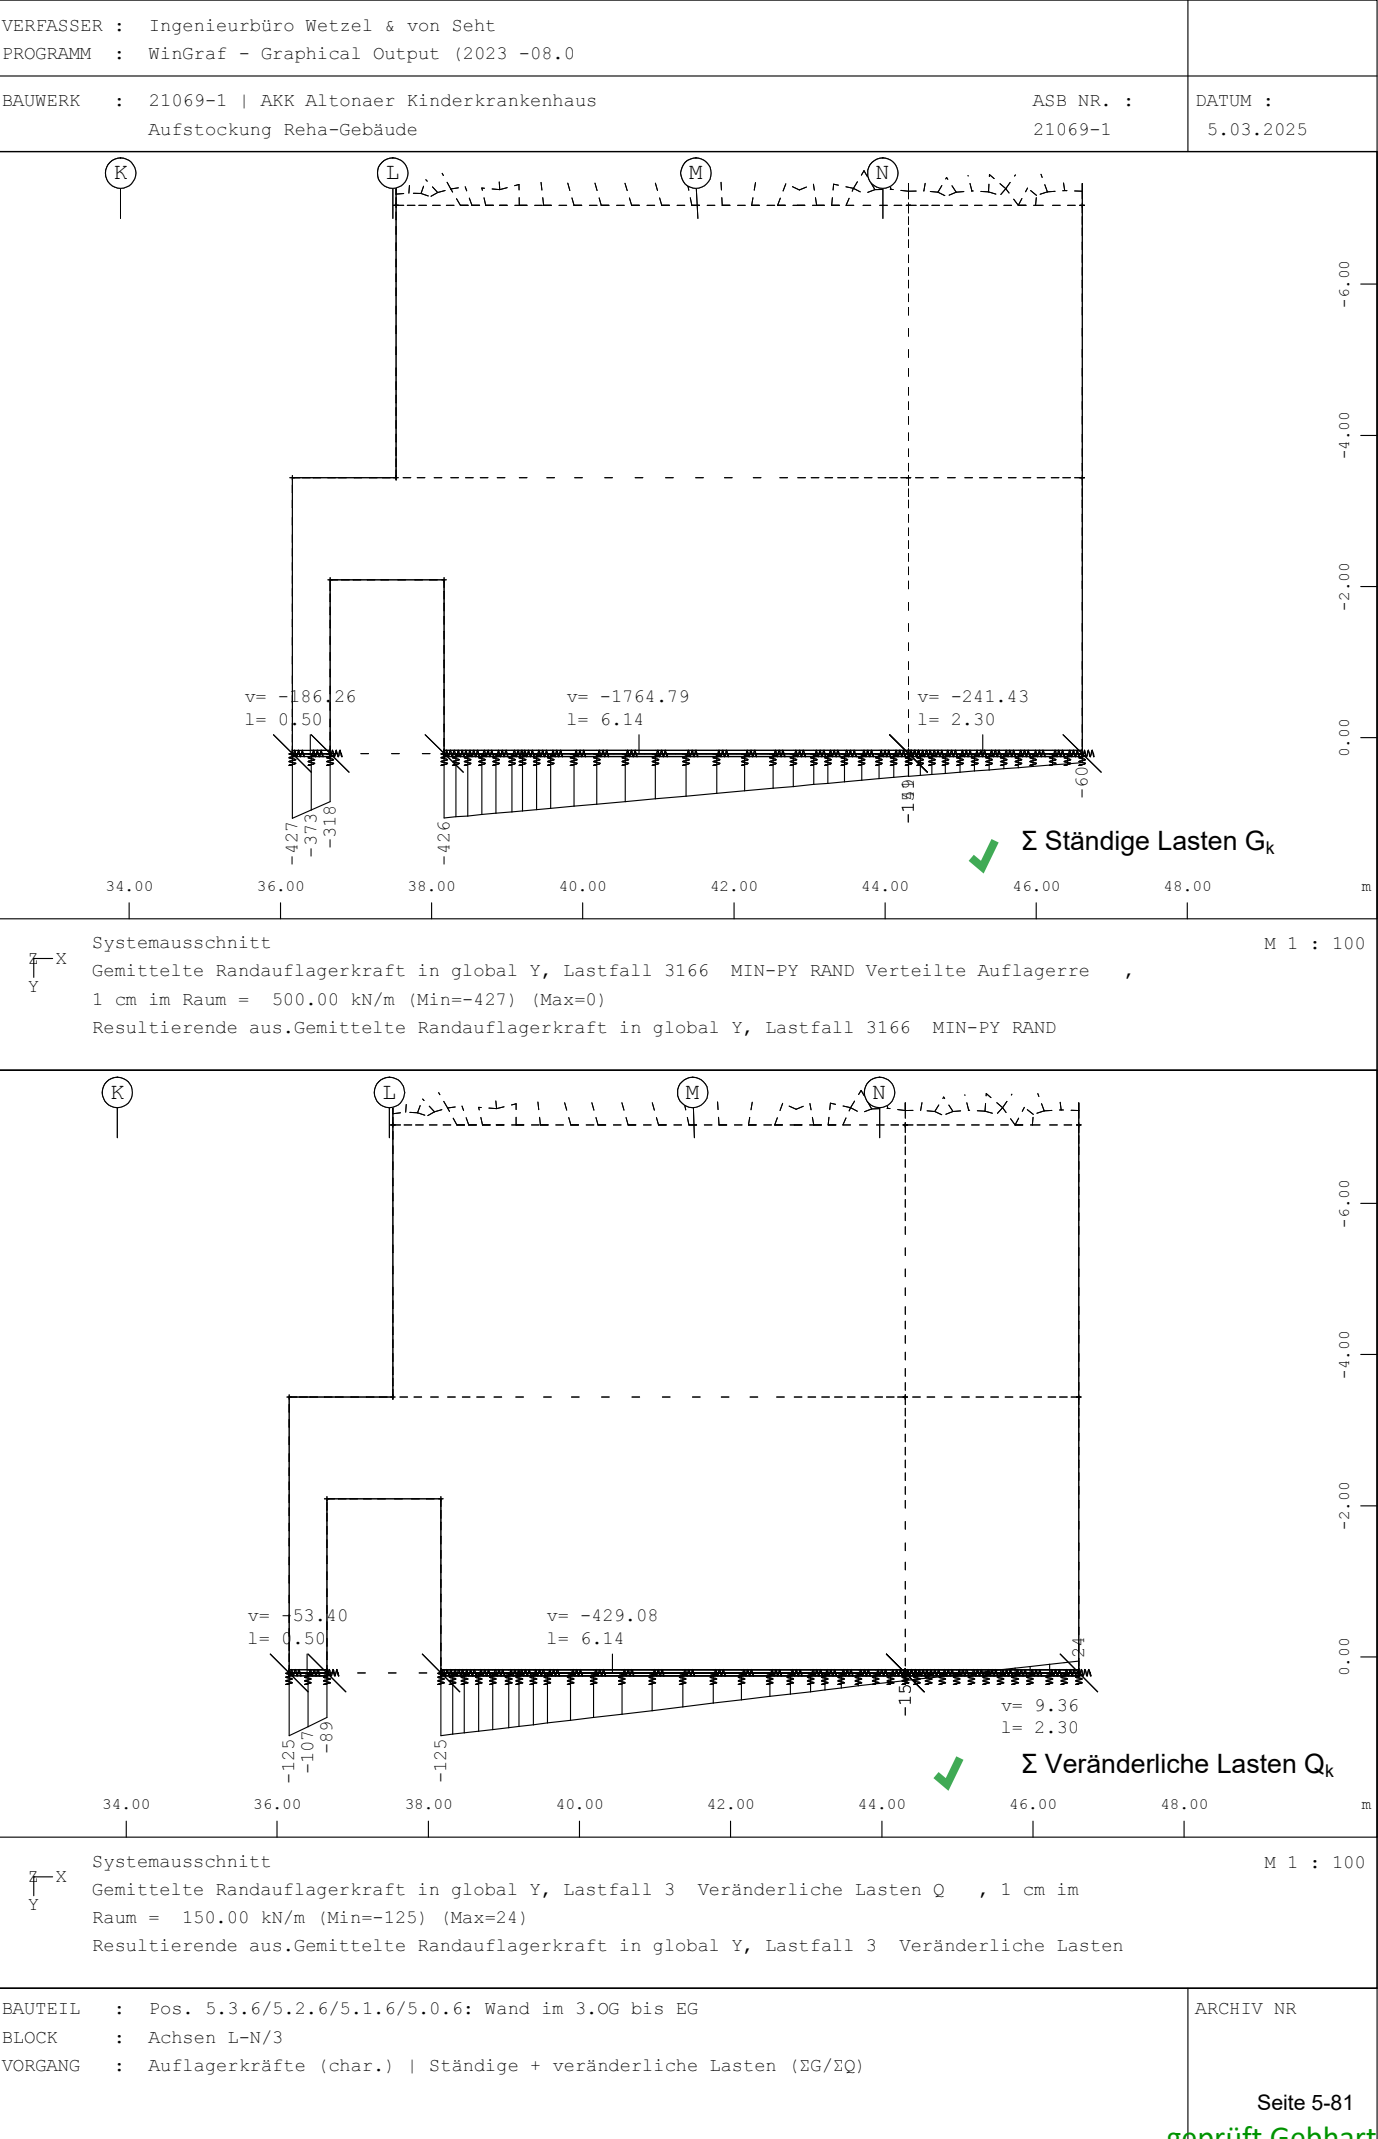 VERFASSER : Ingenieurbüro Wetzel & von Seht
PROGRAMM : WinGraf - Graphical Output (2023 -08.0
BAUWERK : 21069-1 | AKK Altonaer Kinderkrankenhaus
Aufstockung Reha-Gebäude
ASB NR. :
21069-1
DATUM :
5.03.2025
K L M N
-6.00
-4.00
-2.00
0.00
v= -186.26
l= 0.50
v= -1764.79
l= 6.14
v= -241.43
l= 2.30
-427
-373
-318
-426
-60
Σ Ständige Lasten Gk
34.00 36.00 38.00 40.00 42.00 44.00 46.00 48.00 m
Z X
Y
Systemausschnitt M 1 : 100
Gemittelte Randauflagerkraft in global Y, Lastfall 3166 MIN-PY RAND Verteilte Auflagerre ,
1 cm im Raum = 500.00 kN/m (Min=-427) (Max=0)
Resultierende aus.Gemittelte Randauflagerkraft in global Y, Lastfall 3166 MIN-PY RAND
K L M N
-6.00
-4.00
-2.00
0.00
v= -53.40
l= 0.50
v= -429.08
l= 6.14
24
v= 9.36
l= 2.30
-125
-107
-89
-125
-15
Σ Veränderliche Lasten Qk
34.00 36.00 38.00 40.00 42.00 44.00 46.00 48.00 m
Z X
Y
Systemausschnitt M 1 : 100
Gemittelte Randauflagerkraft in global Y, Lastfall 3 Veränderliche Lasten Q , 1 cm im
Raum = 150.00 kN/m (Min=-125) (Max=24)
Resultierende aus.Gemittelte Randauflagerkraft in global Y, Lastfall 3 Veränderliche Lasten
BAUTEIL : Pos. 5.3.6/5.2.6/5.1.6/5.0.6: Wand im 3.OG bis EG
BLOCK : Achsen L-N/3
VORGANG : Auflagerkräfte (char.) | Ständige + veränderliche Lasten (ΣG/ΣQ)
ARCHIV NR
Seite 5-81
geprüft Gebhart